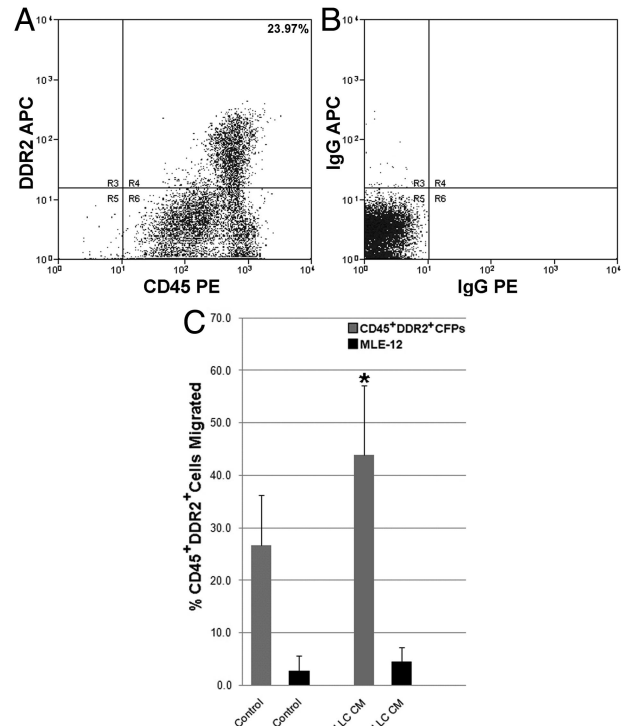 A
23.97%
10⁴
10³
10²
10¹
10⁰
DDR2 APC
R3 R4
R5 R6
10⁰ 10¹ 10² 10³ 10⁴
CD45 PE
B
10⁴
10³
10²
10¹
10⁰
IgG APC
R3 R4
R5 R6
10⁰ 10¹ 10² 10³ 10⁴
IgG PE
C
% CD45⁺DDR2⁺Cells Migrated
70.0
60.0
50.0
40.0
30.0
20.0
10.0
0.0
CD45⁺DDR2⁺CFPs
MLE-12
*
Control
Control
LLC CM
LLC CM